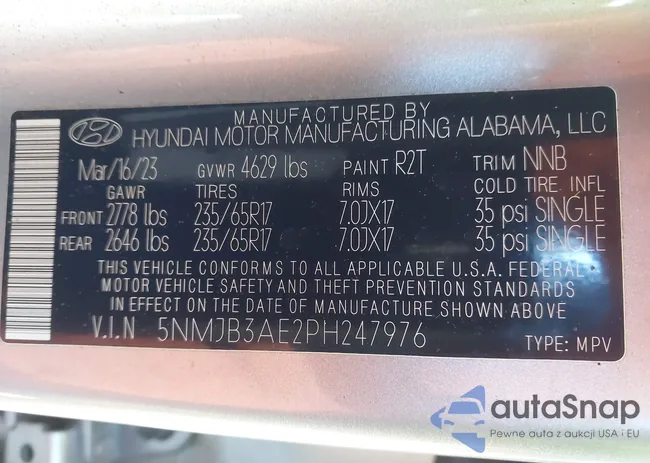 MANUFACTURED BY
HYUNDAI MOTOR MANUFACTURING ALABAMA, LLC
Mar/16/23 GVWR 4629 lbs PAINT R2T TRIM NNB
GAWR TIRES RIMS COLD TIRE INFL
FRONT 2778 lbs 235/65R17 7.0JX17 35 psi SINGLE
REAR 2646 lbs 235/65R17 7.0JX17 35 psi SINGLE
THIS VEHICLE CONFORMS TO ALL APPLICABLE U.S.A. FEDERAL
MOTOR VEHICLE SAFETY AND THEFT PREVENTION STANDARDS
IN EFFECT ON THE DATE OF MANUFACTURE SHOWN ABOVE.
V.I.N 5NMJB3AE2PH247976
TYPE: MPV
autaSnap
Pewne auta z aukcji USA i EU